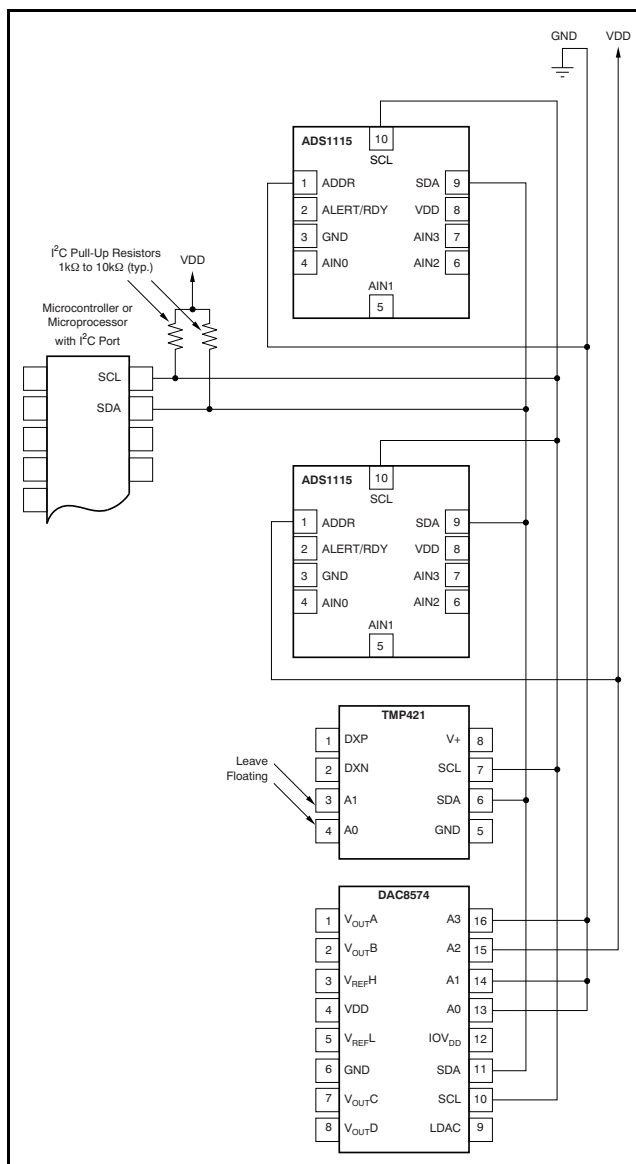 GND
VDD
ADS1115
10
SCL
1
ADDR
SDA
9
2
ALERT/RDY
VDD
8
3
GND
AIN3
7
4
AIN0
AIN2
6
AIN1
5
I²C Pull-Up Resistors
1kΩ to 10kΩ (typ.)
VDD
Microcontroller or
Microprocessor
with I²C Port
SCL
SDA
10
ADS1115
SCL
1
ADDR
SDA
9
2
ALERT/RDY
VDD
8
3
GND
AIN3
7
4
AIN0
AIN2
6
AIN1
5
TMP421
1
DXP
V+
8
Leave
Floating
2
DXN
SCL
7
3
A1
SDA
6
4
A0
GND
5
DAC8574
1
VOUTA
A3
16
2
VOUTB
A2
15
3
VREFH
A1
14
4
VDD
A0
13
5
VREFL
IOVDD
12
6
GND
SDA
11
7
VOUTC
SCL
10
8
VOUTD
LDAC
9